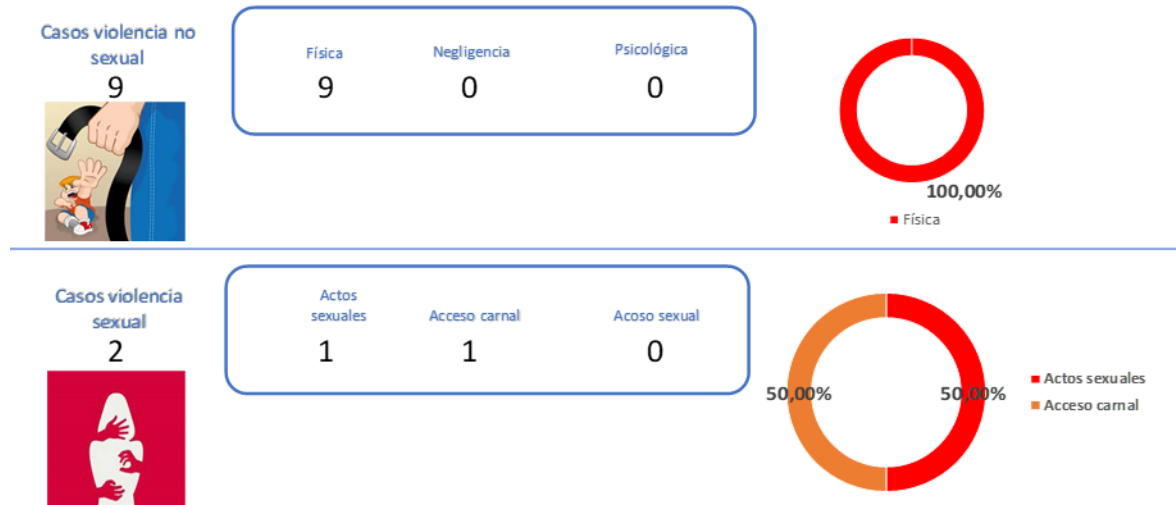 Casos violencia no
sexual
9
Física
Negligencia
Psicológica
9
0
0
100,00%
Física
Casos violencia
sexual
2
Actos
sexuales
Acceso carnal
Acoso sexual
1
1
0
50,00%
50,00%
Actos sexuales
Acceso carnal